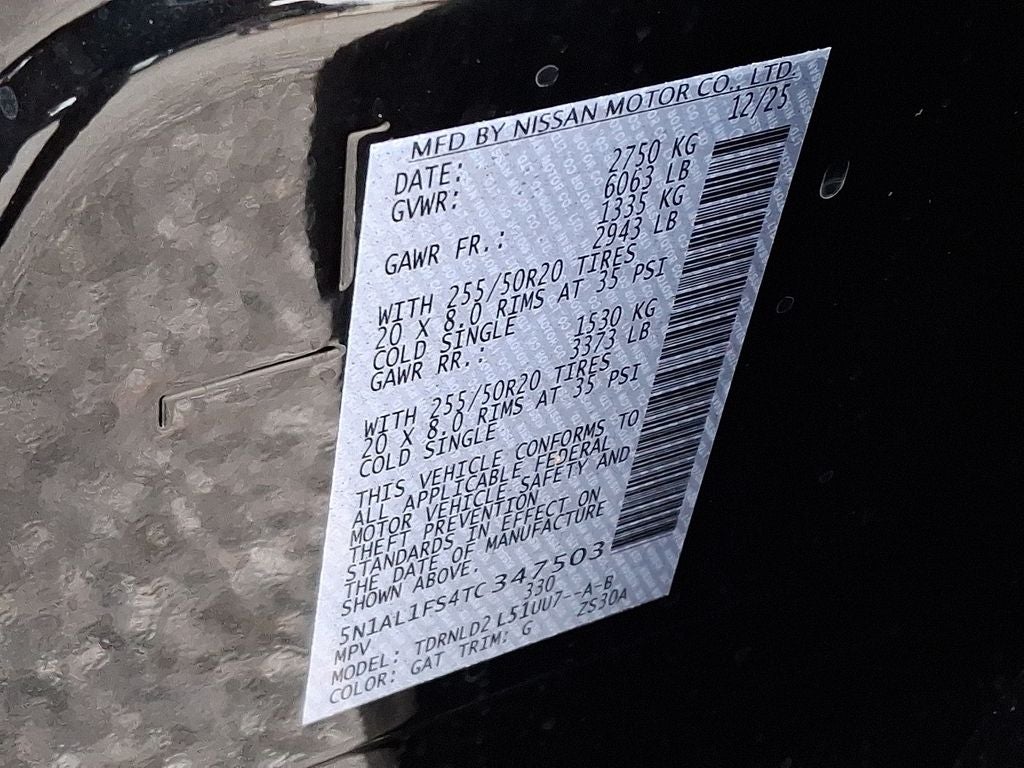 MFD BY NISSAN MOTOR CO., LTD.
DATE: 12/25
GVWR: 2750 KG
6063 LB
GAWR FR.: 1335 KG
2943 LB
WITH 255/50R20 TIRES
20 X 8.0 RIMS AT 35 PSI
COLD SINGLE
GAWR RR.: 1530 KG
3373 LB
WITH 255/50R20 TIRES
20 X 8.0 RIMS AT 35 PSI
COLD SINGLE
THIS VEHICLE CONFORMS TO
ALL APPLICABLE FEDERAL
MOTOR VEHICLE SAFETY AND
THEFT PREVENTION
STANDARDS IN EFFECT ON
THE DATE OF MANUFACTURE
SHOWN ABOVE.
5N1AL1FS4TC347503
MPV 330
MODEL: TDRNLD2 L51UU7--A-B
COLOR: GAT TRIM: G ZS30A